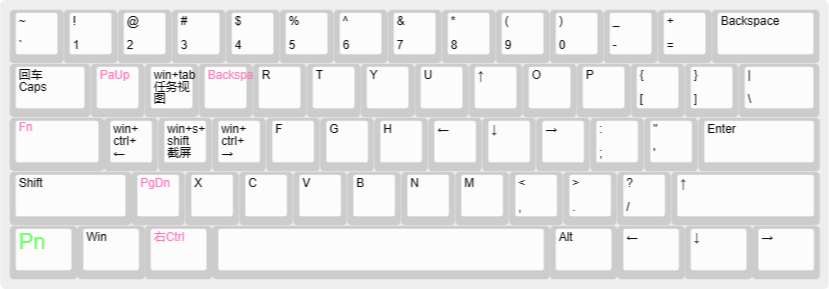 ~ ! @ # $ % ^ & * ( ) _ + Backspace
` 1 2 3 4 5 6 7 8 9 0 - =
回车 PaUp win+tab Backspa R T Y U ↑ O P { } |
Caps 任务视 [ ] \
图
Fn win+ win+s+ win+ F G H ← ↓ → : " Enter
ctrl+ shift ctrl+ ; '
← 截屏 →
Shift PgDn X C V B N M < > ? ↑
, . /
Pn Win 右Ctrl Alt ← ↓ →